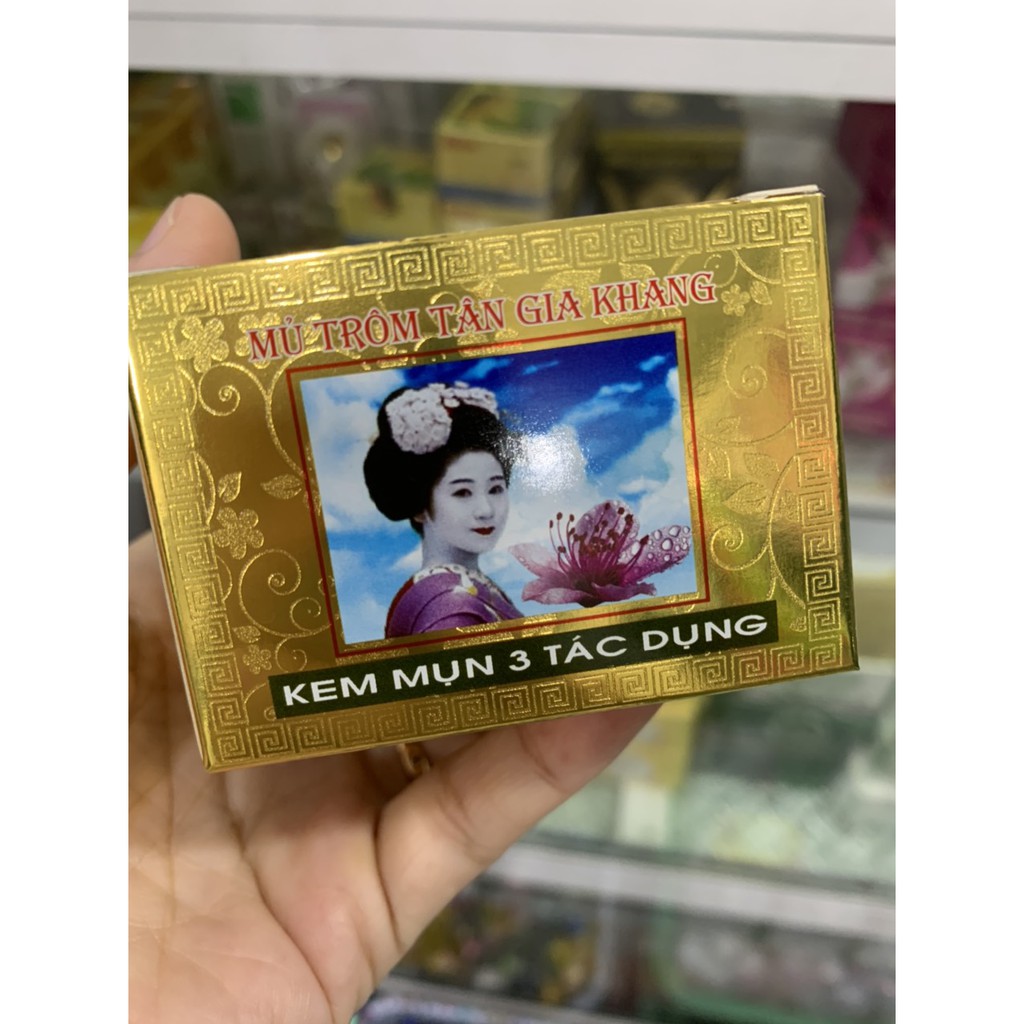 MỦ TRÔM TÂN GIA KHANG
KEM MỤN 3 TÁC DỤNG